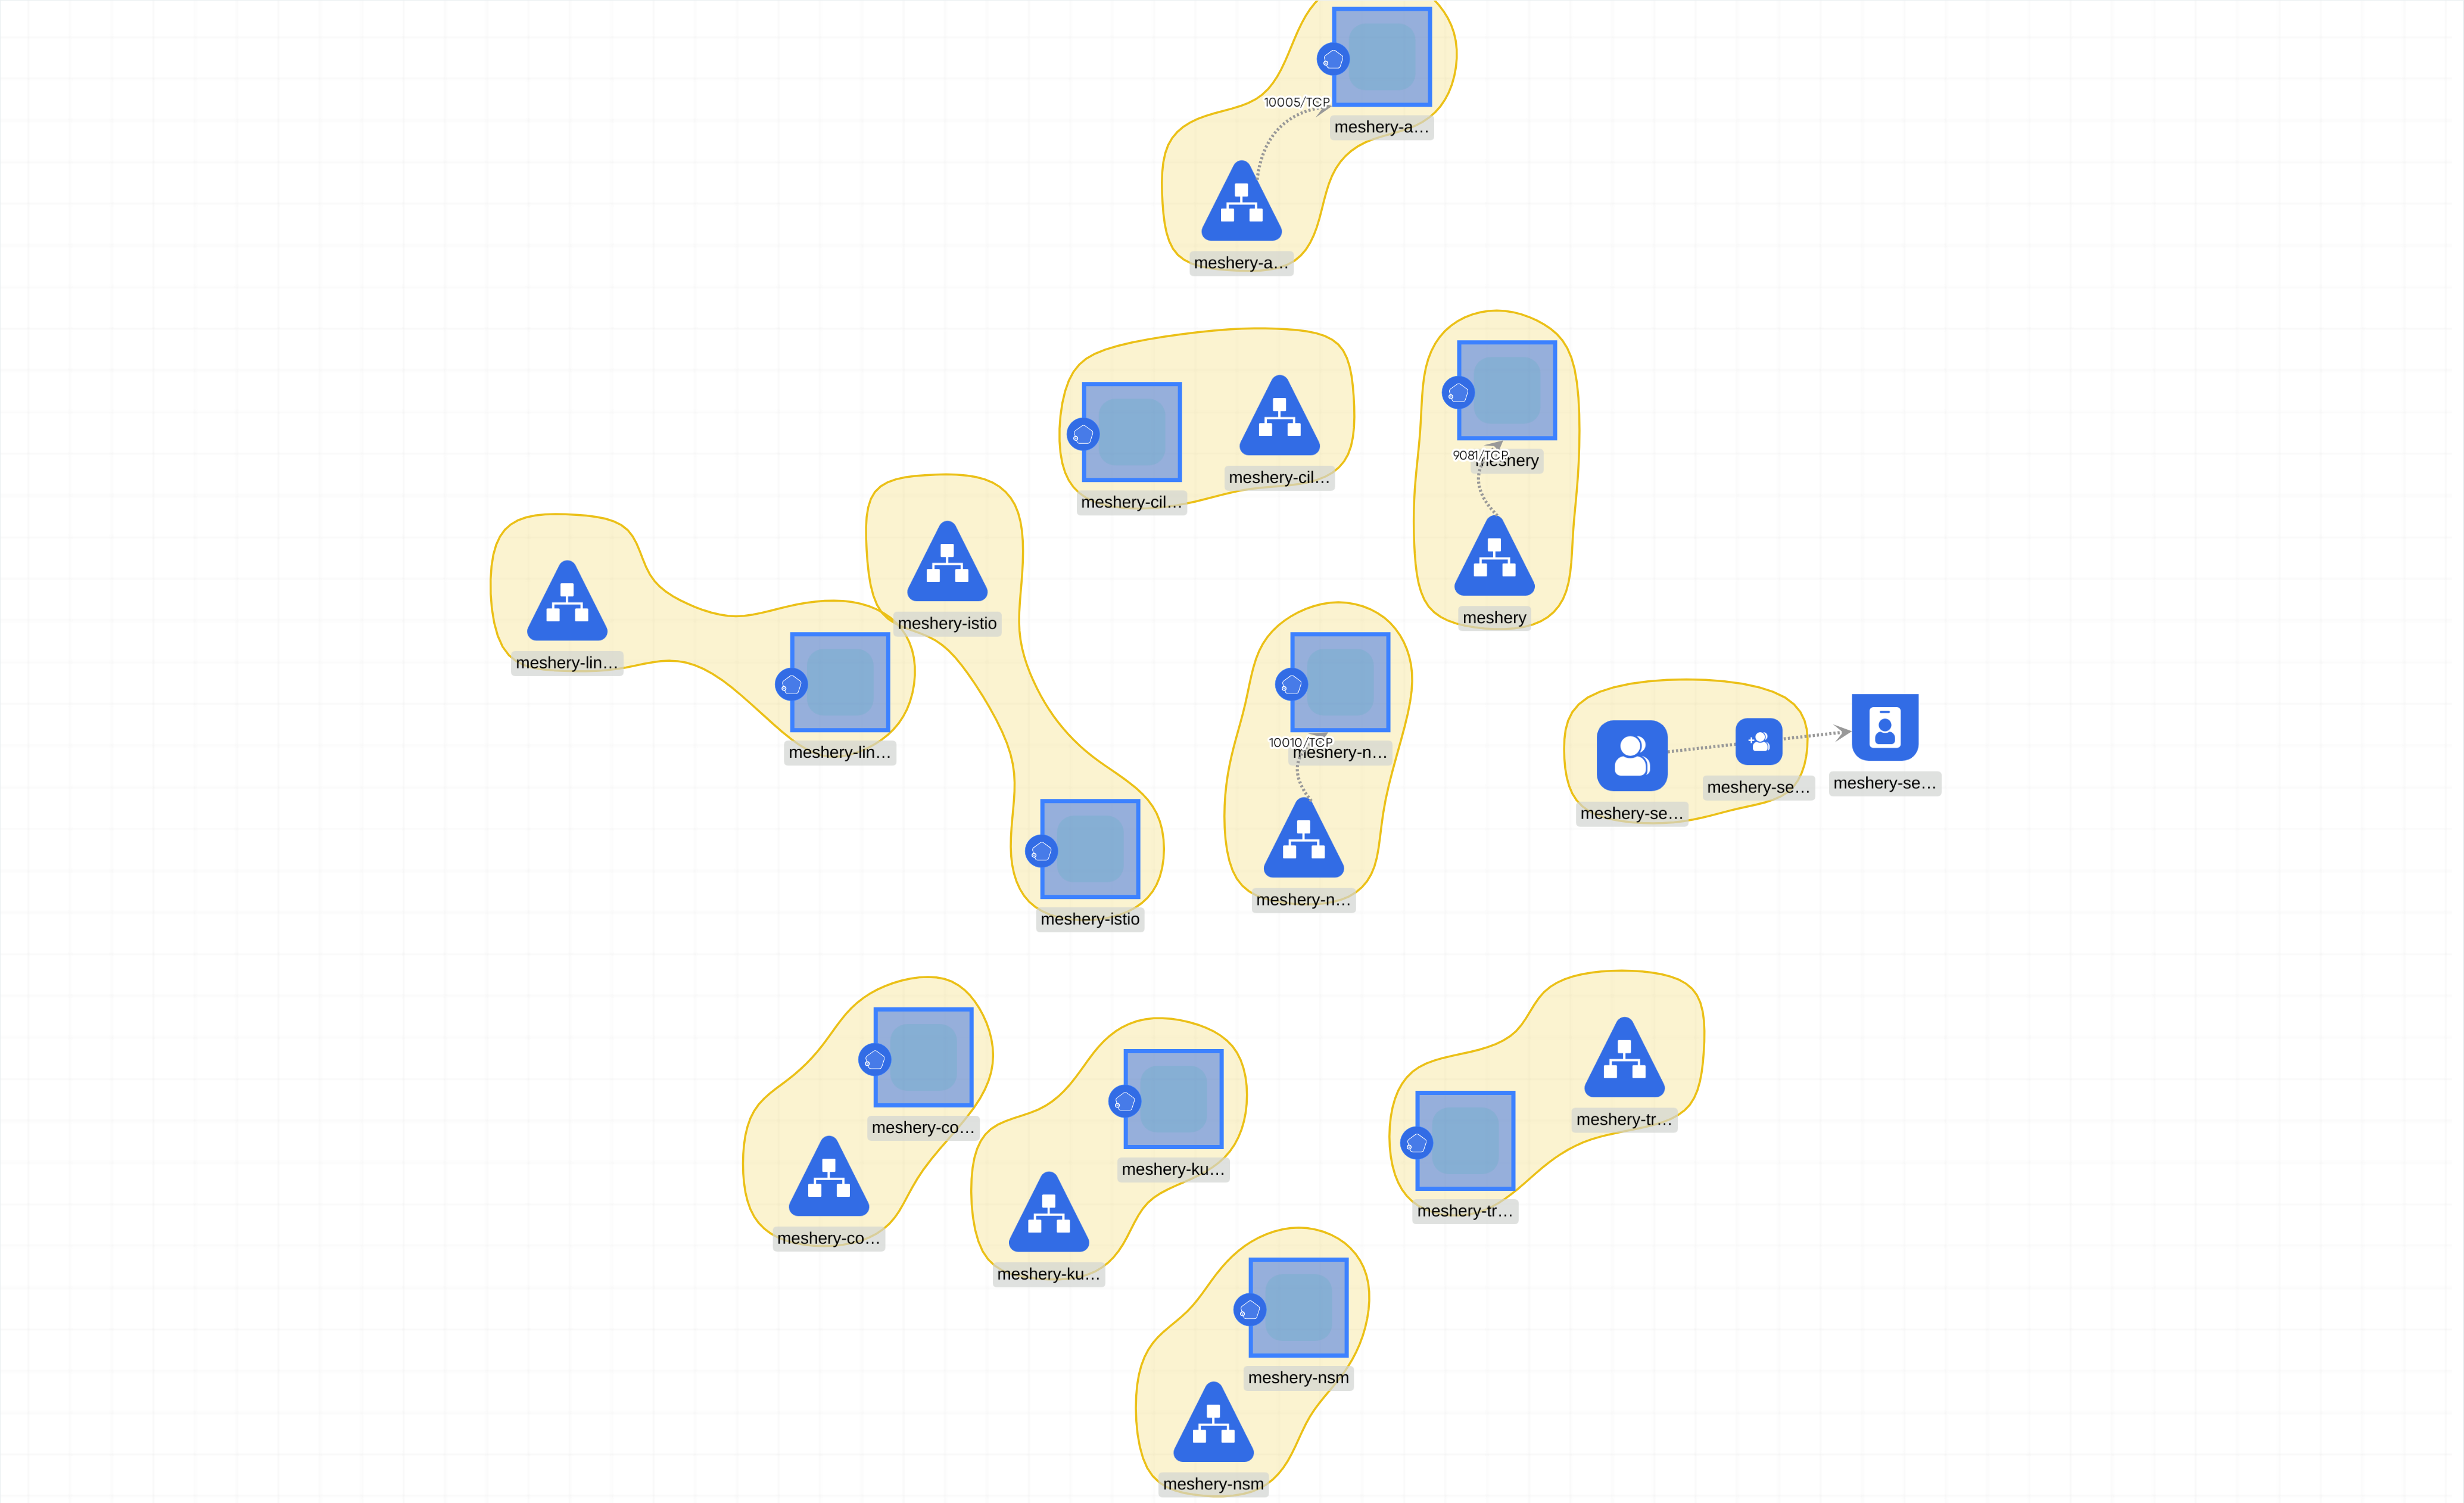 10005/TCP
meshery-a…
meshery-a…
meshery-cil…
meshery-cil…
9081/TCP
meshery
meshery
meshery-istio
meshery-lin…
meshery-lin…
meshery-istio
10010/TCP
meshery-n…
meshery-n…
meshery-se…
meshery-se…
meshery-se…
meshery-co…
meshery-co…
meshery-ku…
meshery-ku…
meshery-tr…
meshery-tr…
meshery-nsm
meshery-nsm